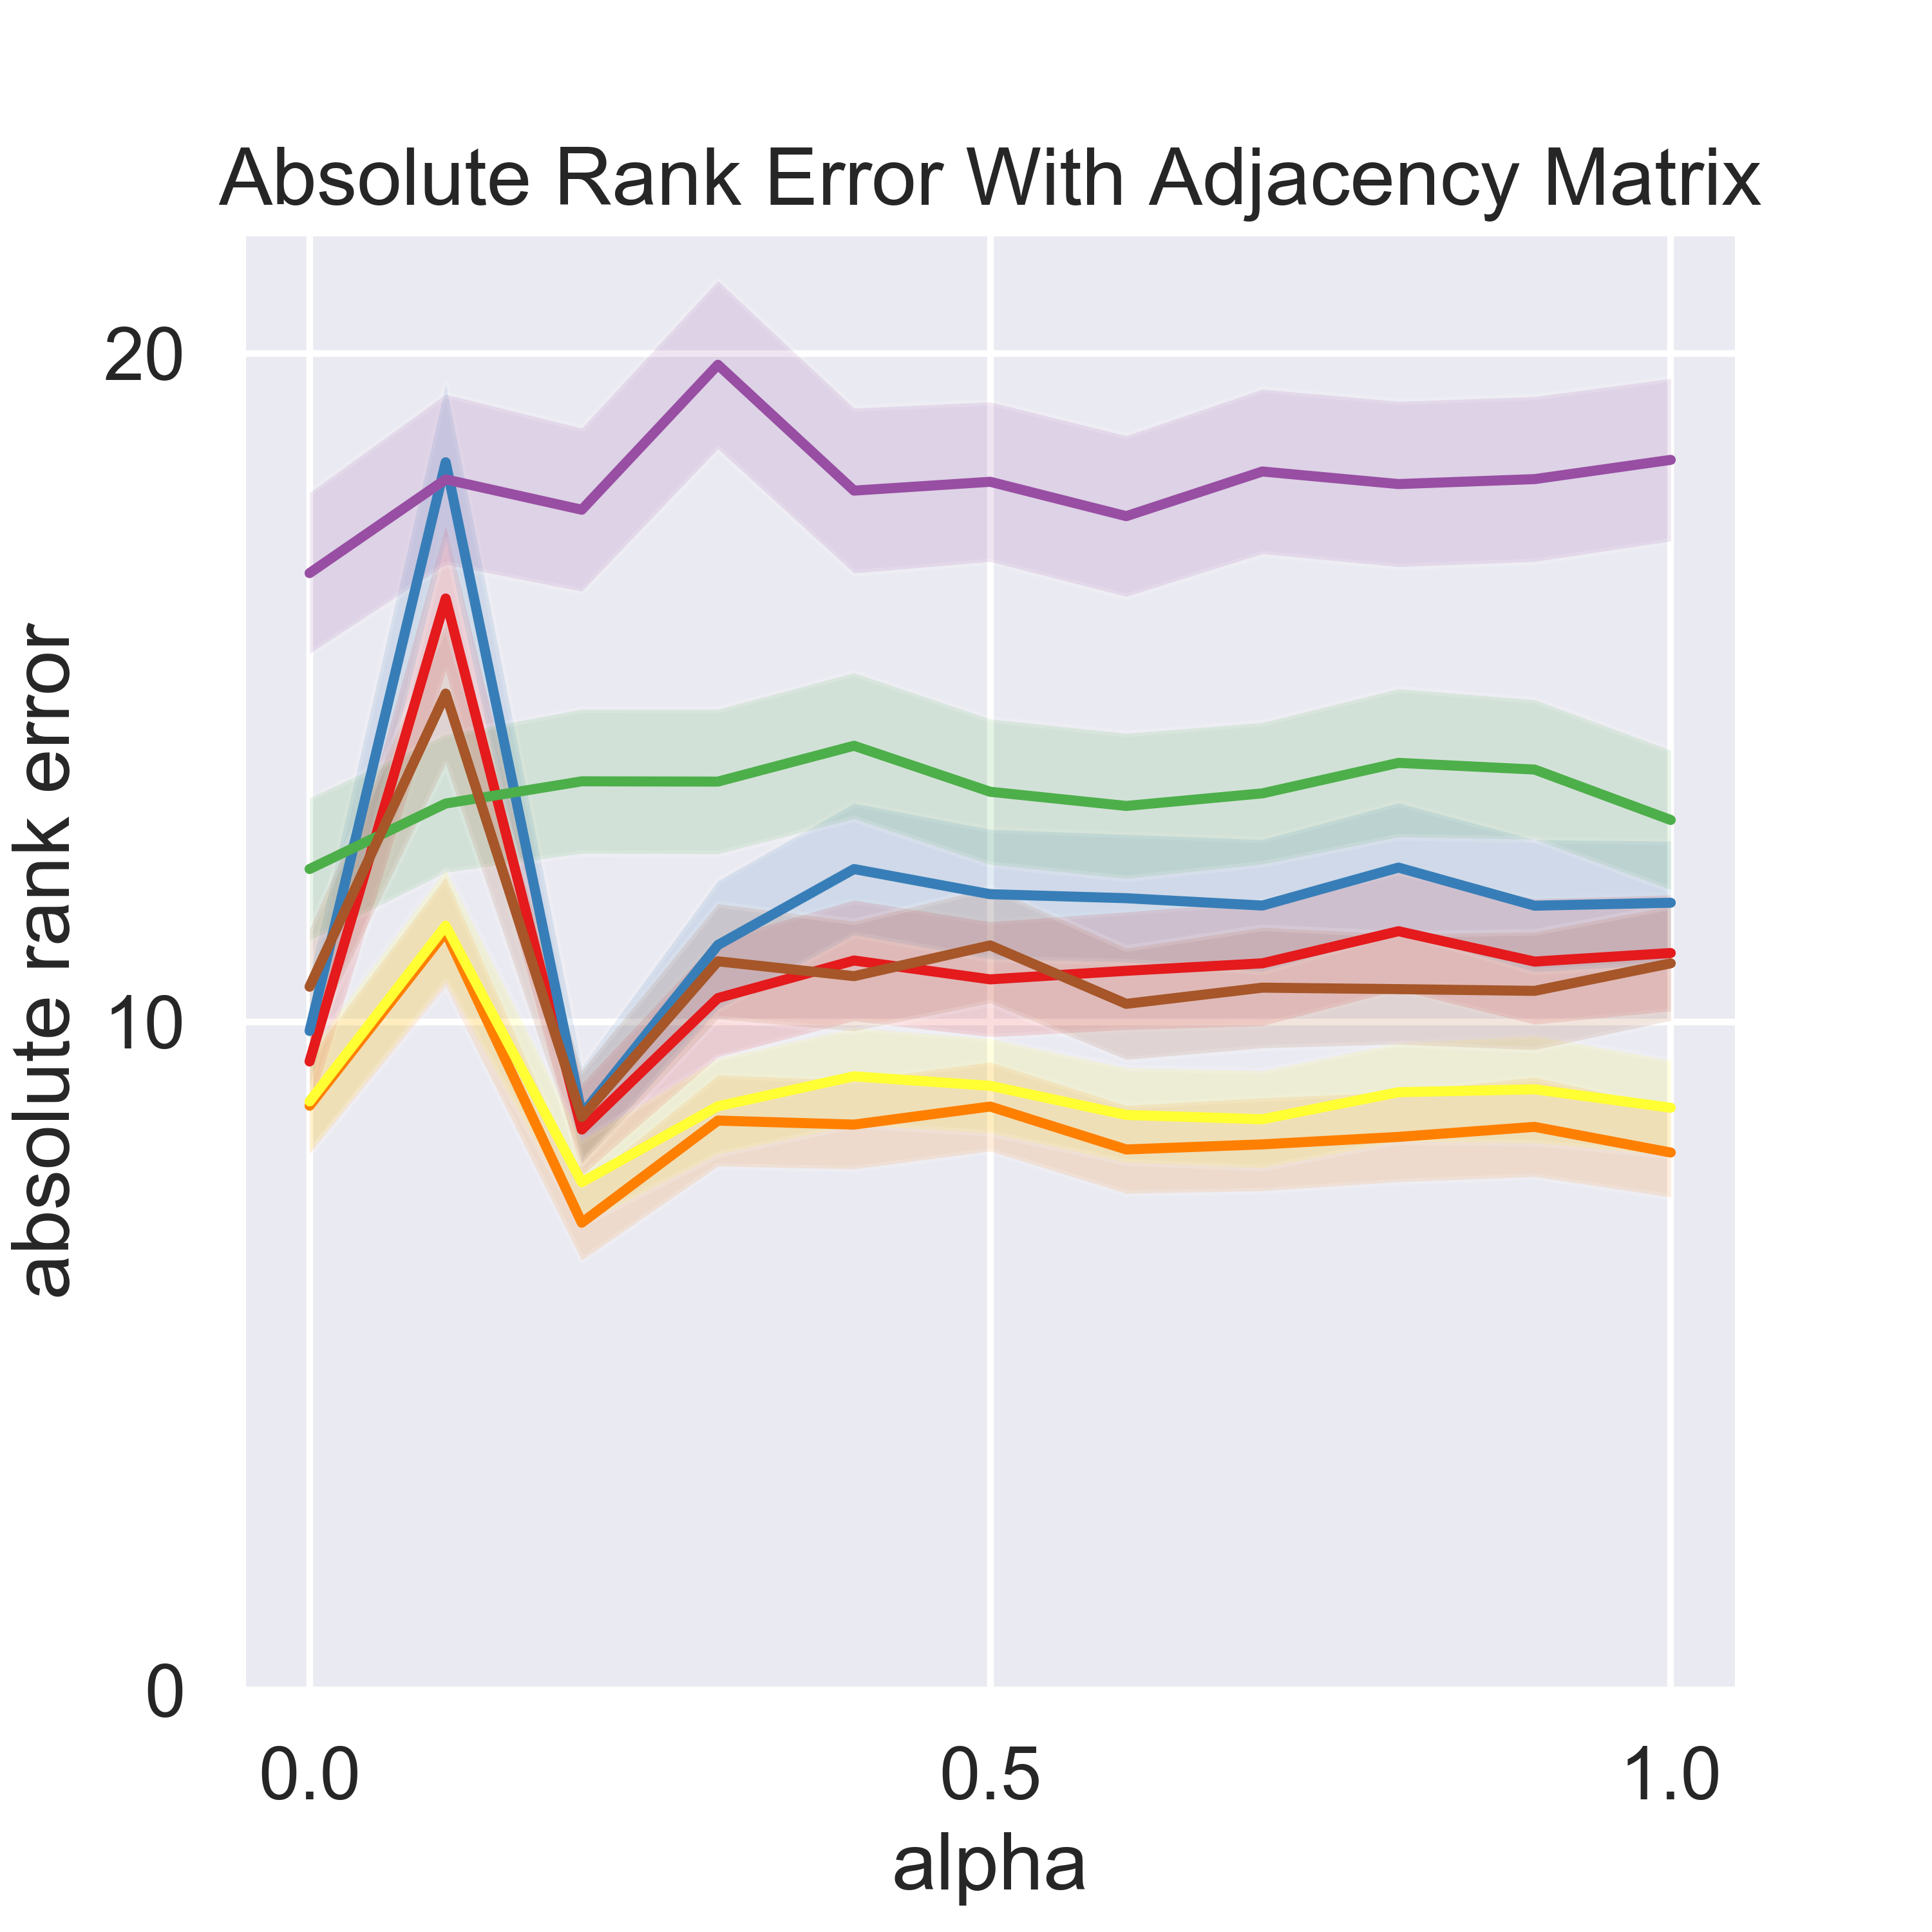 Absolute Rank Error With Adjacency Matrix
absolute rank error
20
10
0
0.0 0.5 1.0
alpha